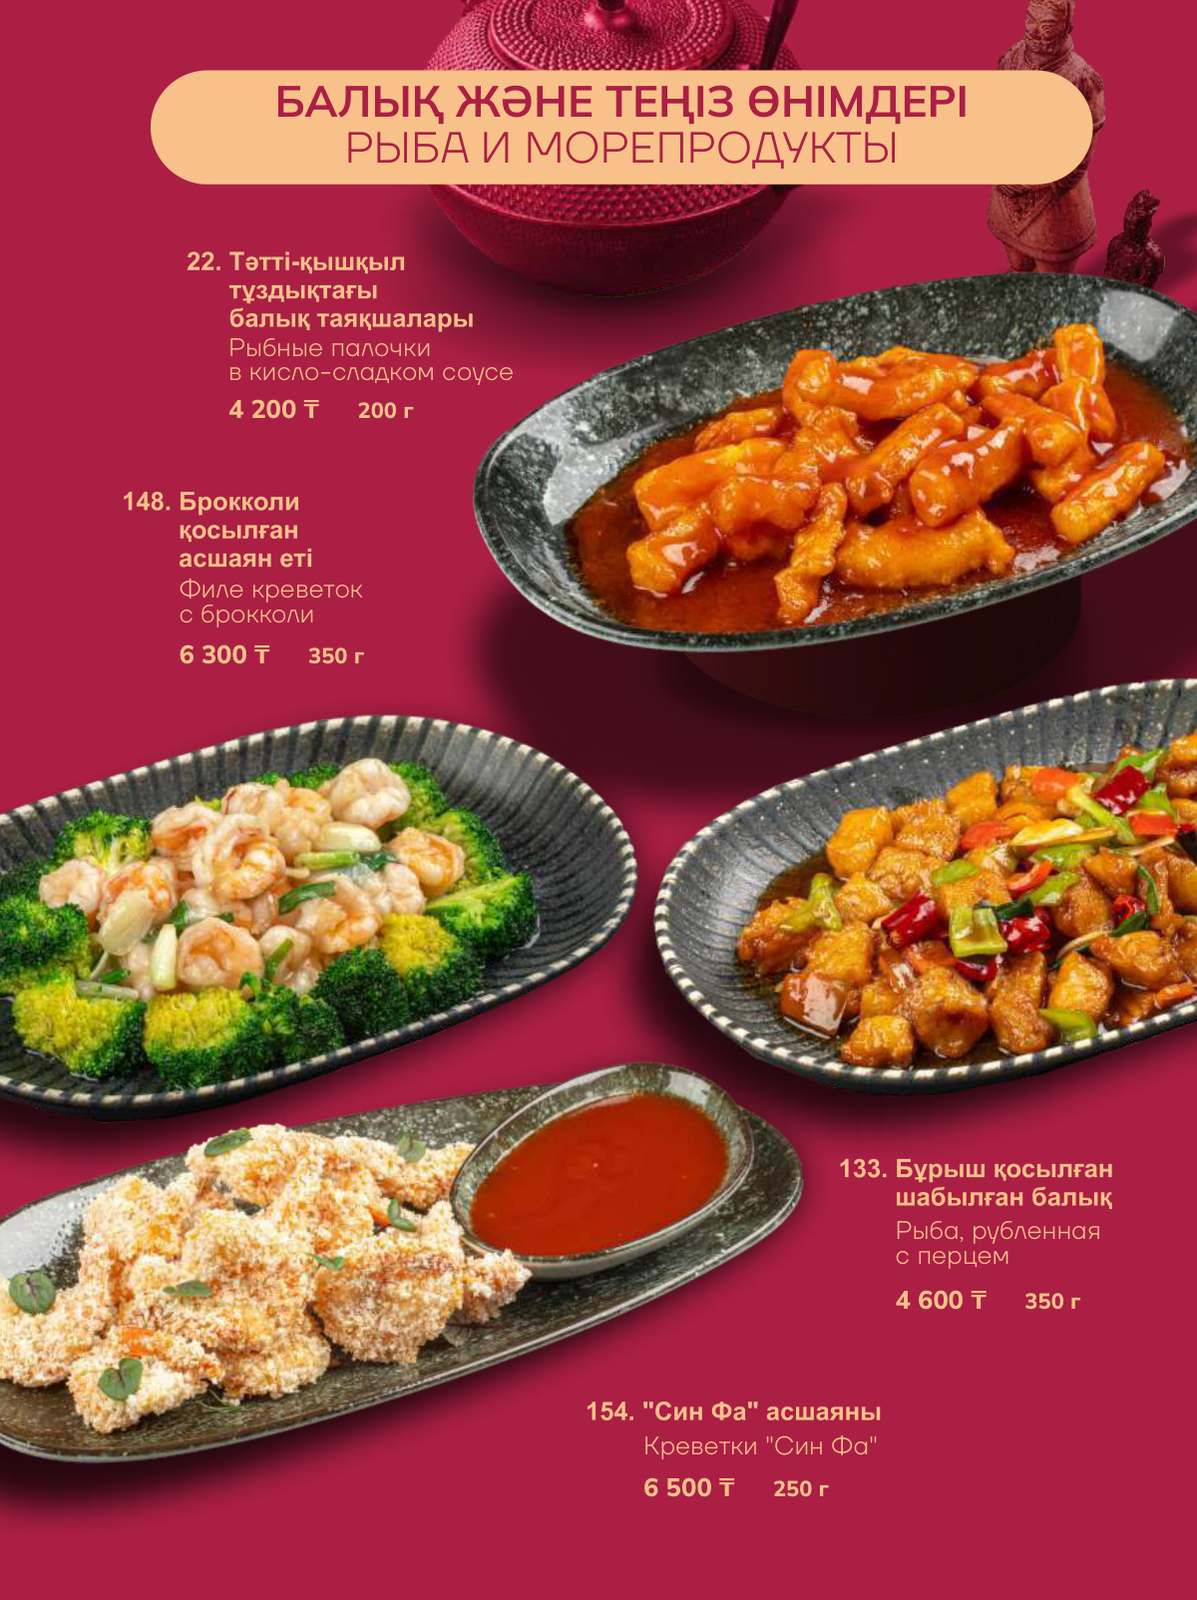 БАЛЫҚ ЖӘНЕ ТЕҢІЗ ӨНІМДЕРІ
РЫБА И МОРЕПРОДУКТЫ
22. Тәтті-қышқыл
тұздықтағы
балық таяқшалары
Рыбные палочки
в кисло-сладком соусе
4 200 ₸ 200 г
148. Брокколи
қосылған
асшаян еті
Филе креветок
с брокколи
6 300 ₸ 350 г
133. Бұрыш қосылған
шабылған балық
Рыба, рубленная
с перцем
4 600 ₸ 350 г
154. "Син Фа" асшаяны
Креветки "Син Фа"
6 500 ₸ 250 г